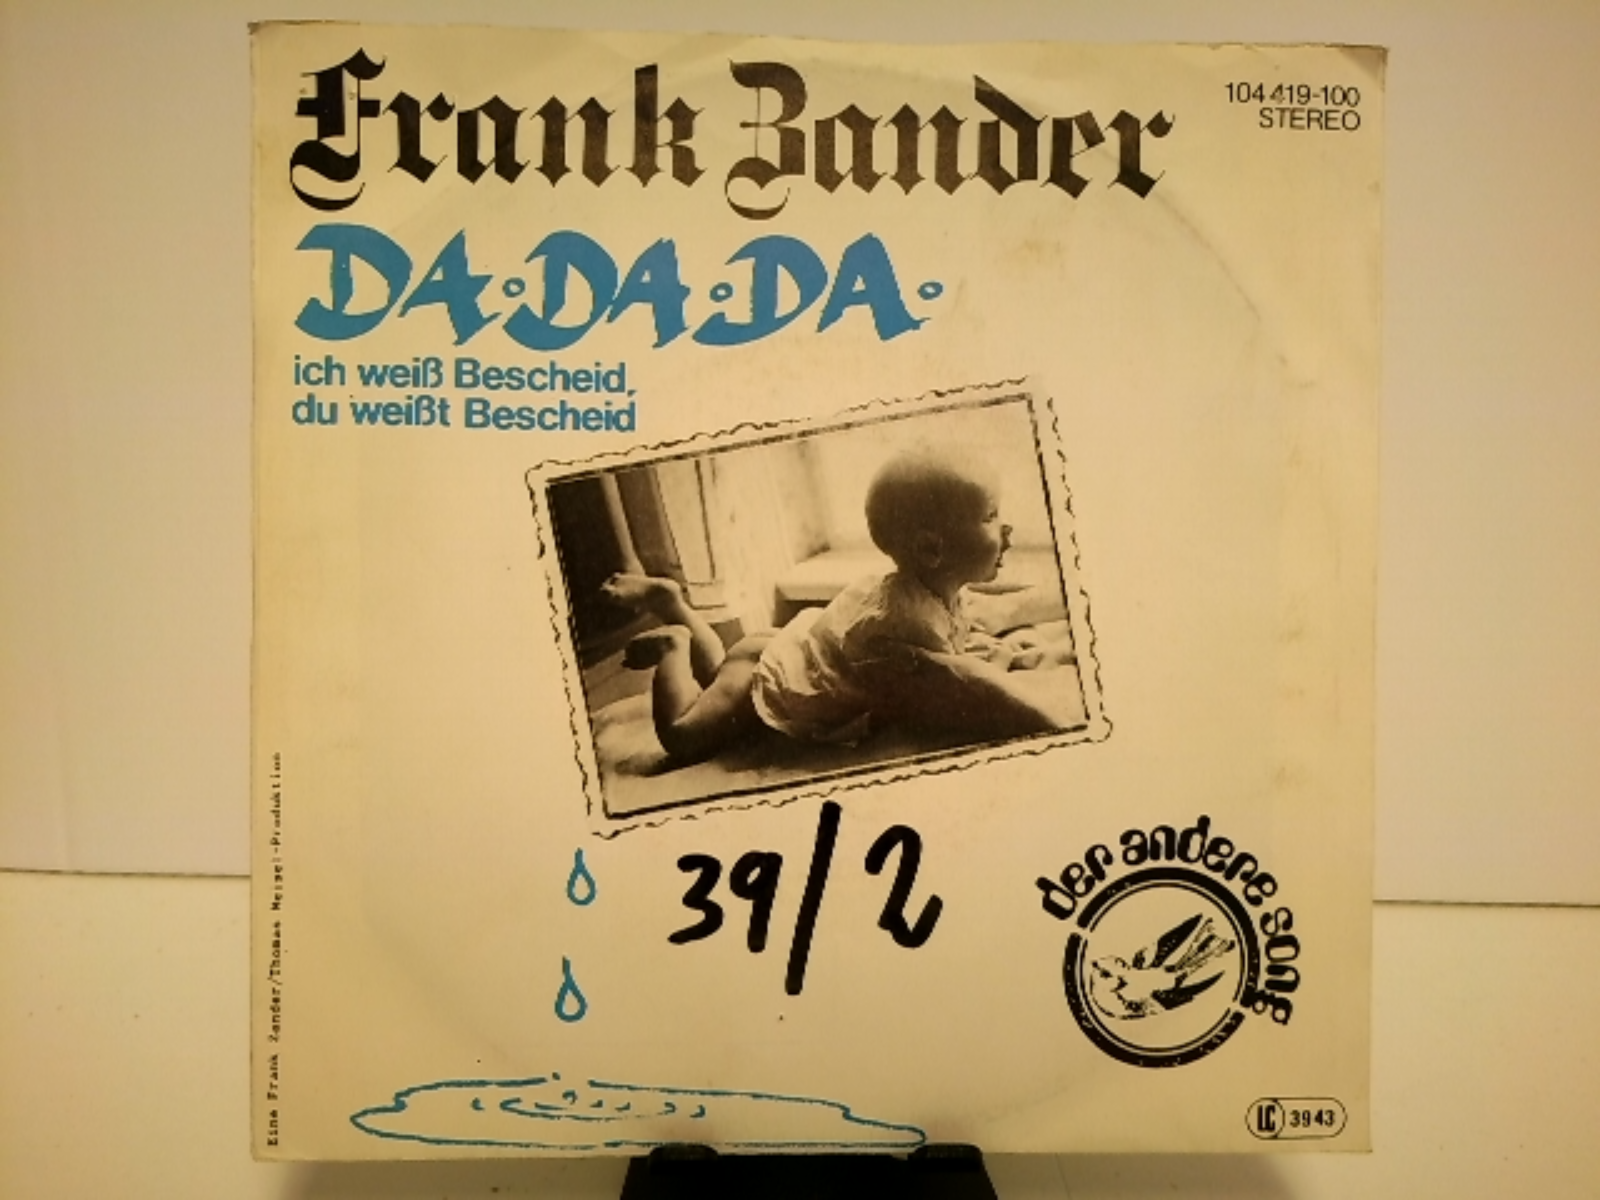 Frank Zander
104 419-100
STEREO
DA·DA·DA·
ich weiß Bescheid,
du weißt Bescheid
39/2
der andere song
LC 3943
Eine Frank Zander/Thomas Meisel-Produktion